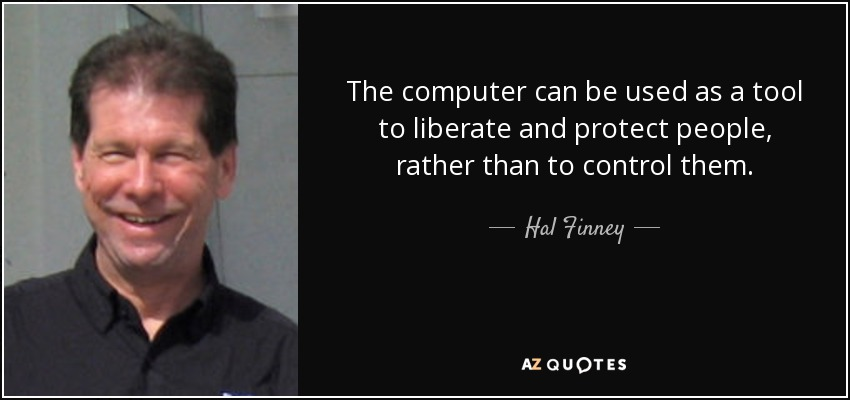 The computer can be used as a tool
to liberate and protect people,
rather than to control them.
Hal Finney
AZ QUOTES